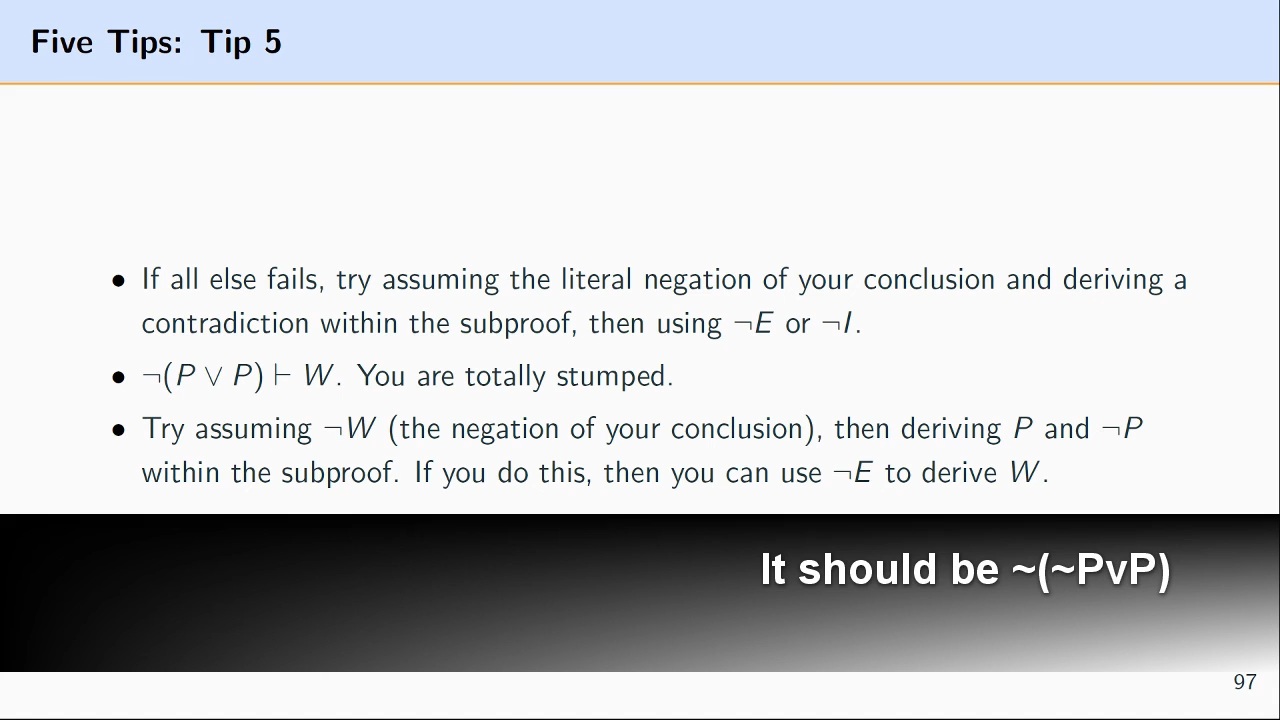 Five Tips: Tip 5
• If all else fails, try assuming the literal negation of your conclusion and deriving a
contradiction within the subproof, then using ¬E or ¬I.
• ¬(P ∨ P) ⊢ W. You are totally stumped.
• Try assuming ¬W (the negation of your conclusion), then deriving P and ¬P
within the subproof. If you do this, then you can use ¬E to derive W.
It should be ~(~PvP)
97